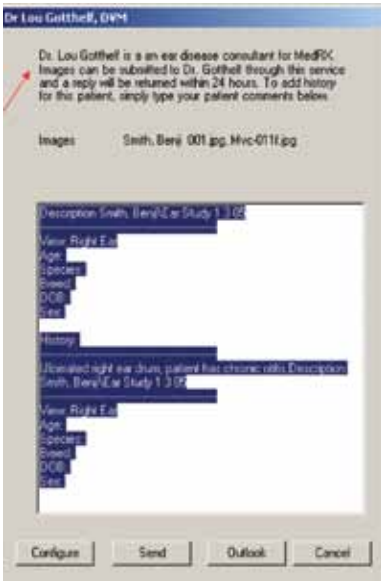 Dr Lou Gotthelf, DVM
Dr. Lou Gotthelf is a an ear disease consultant for MedRX.
Images can be submitted to Dr. Gotthelf through this service
and a reply will be returned within 24 hours. To add history
for this patient, simply type your patient comments below.
Images Smith, Benji 001.jpg, Mvc-011f.jpg
Description Smith, Benji\Ear Study 1 3 05
View: Right Ear
Age:
Species:
Breed:
DOB:
Sex:
History:
Ulcerated right ear drum, patient has chronic otitis.Description
Smith, Benji\Ear Study 1 3 05
View: Right Ear
Age:
Species:
Breed:
DOB:
Sex:
Configure Send Outlook Cancel